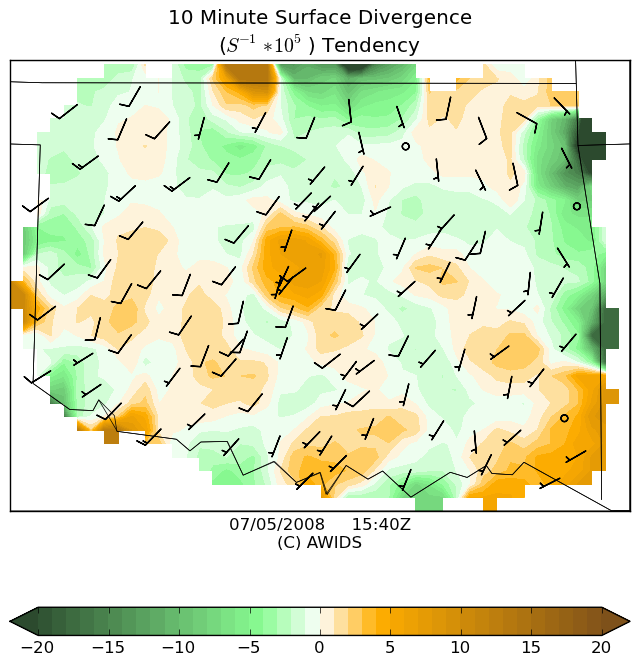 10 Minute Surface Divergence
($S^{-1} * 10^{5}$ ) Tendency
07/05/2008 15:40Z
(C) AWIDS
−20 −15 −10 −5 0 5 10 15 20